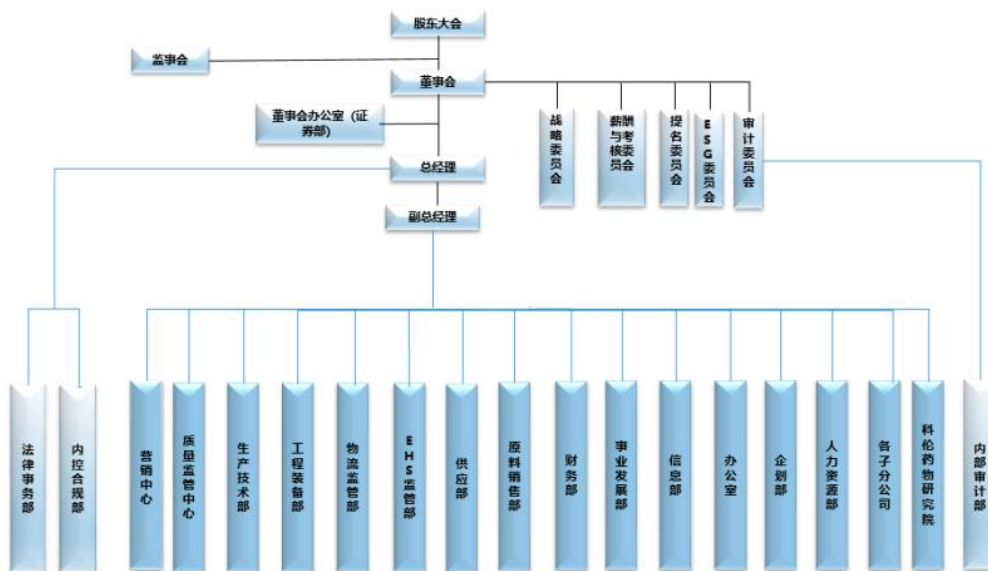 股东大会
监事会
董事会
董事会办公室（证
券部）
战略委员会
薪酬与考核委员会
提名委员会
ESG委员会
审计委员会
总经理
副总经理
法律事务部
内控合规部
营销中心
质量监管中心
生产技术部
工程装备部
物流监管部
EHS监管部
供应部
原料销售部
财务部
事业发展部
信息部
办公室
企划部
人力资源部
各子分公司
科伦药物研究院
内部审计部